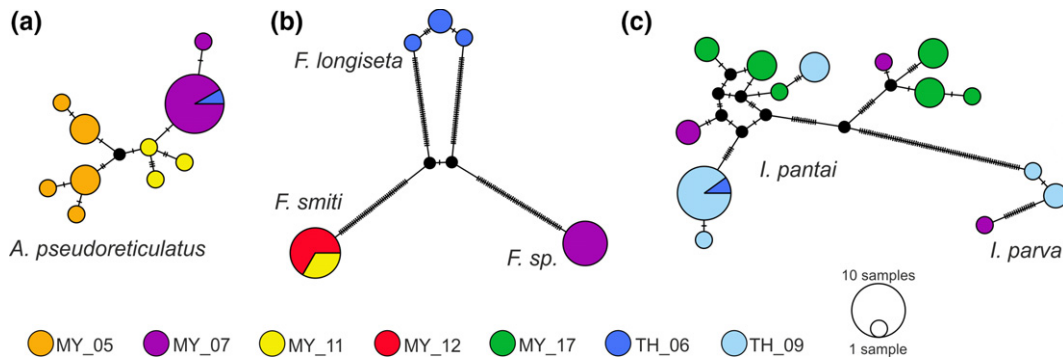 (a)
(b)
(c)
F. longiseta
I. pantai
F. smiti
A. pseudoreticulatus
F. sp.
I. parva
10 samples
1 sample
MY_05
MY_07
MY_11
MY_12
MY_17
TH_06
TH_09